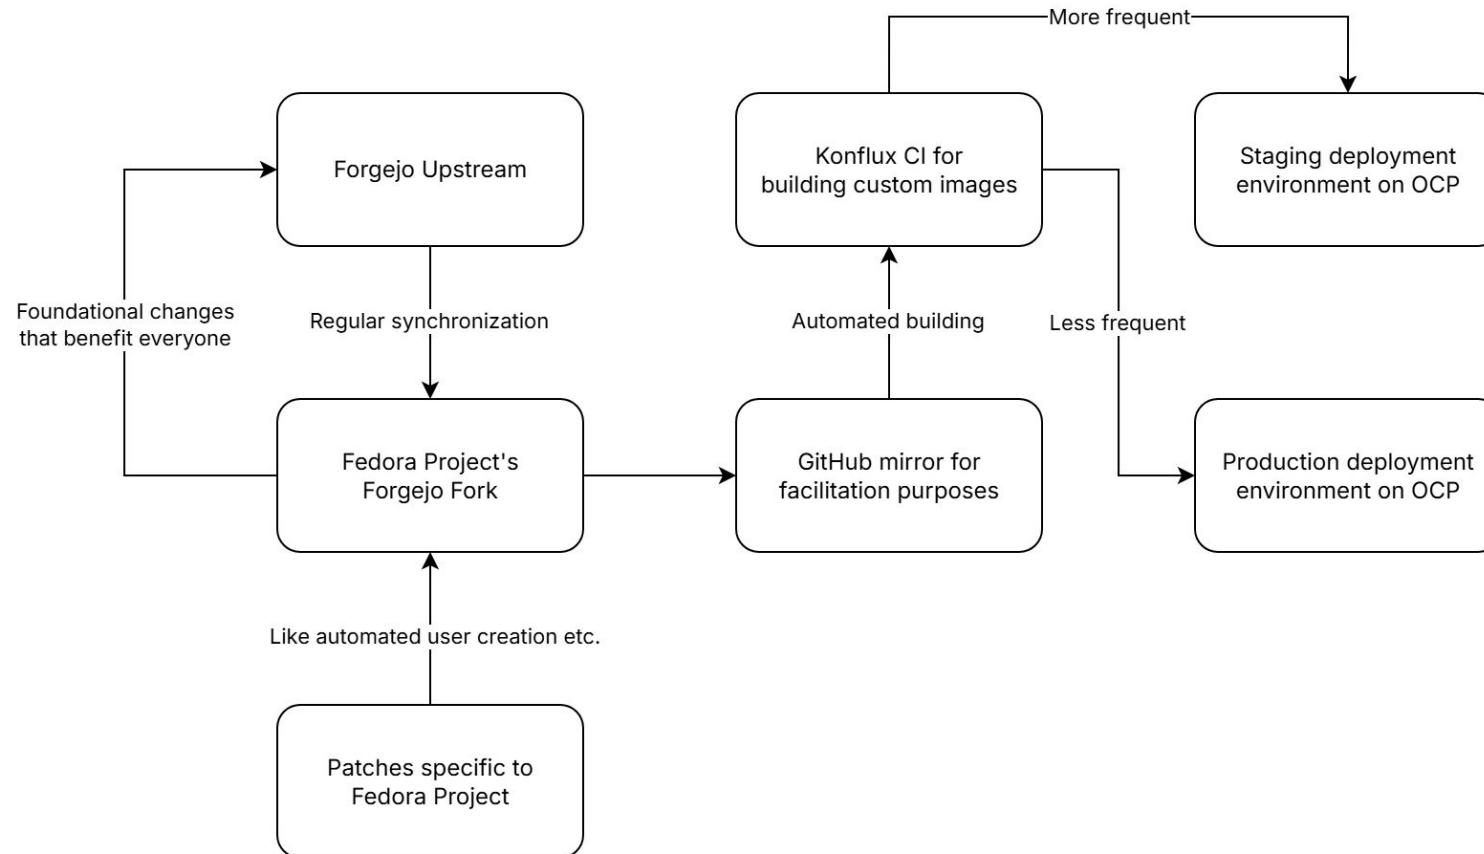 More frequent
Forgejo Upstream
Konflux CI for
building custom images
Staging deployment
environment on OCP
Foundational changes
that benefit everyone
Regular synchronization
Automated building
Less frequent
Fedora Project's
Forgejo Fork
GitHub mirror for
facilitation purposes
Production deployment
environment on OCP
Like automated user creation etc.
Patches specific to
Fedora Project